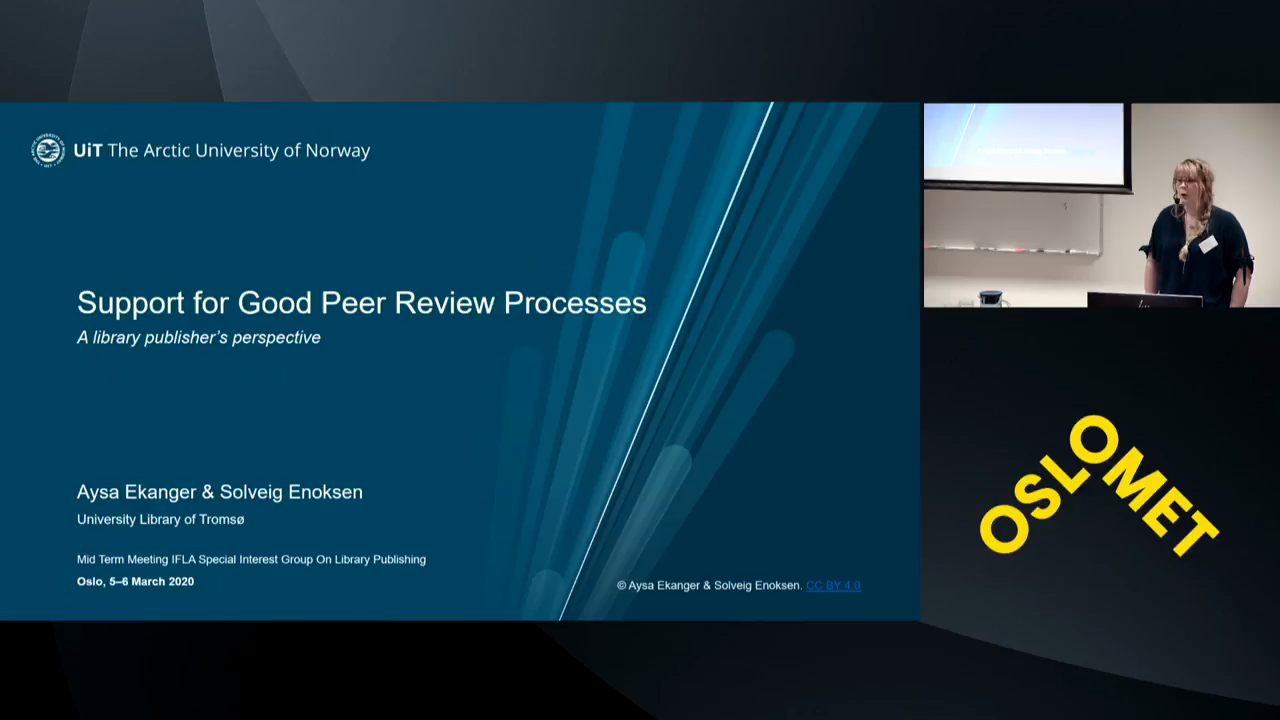 UiT The Arctic University of Norway
Support for Good Peer Review Processes
A library publisher's perspective
Aysa Ekanger & Solveig Enoksen
University Library of Tromsø
Mid Term Meeting IFLA Special Interest Group On Library Publishing
Oslo, 5–6 March 2020
© Aysa Ekanger & Solveig Enoksen. CC BY 4.0
OSLOMET